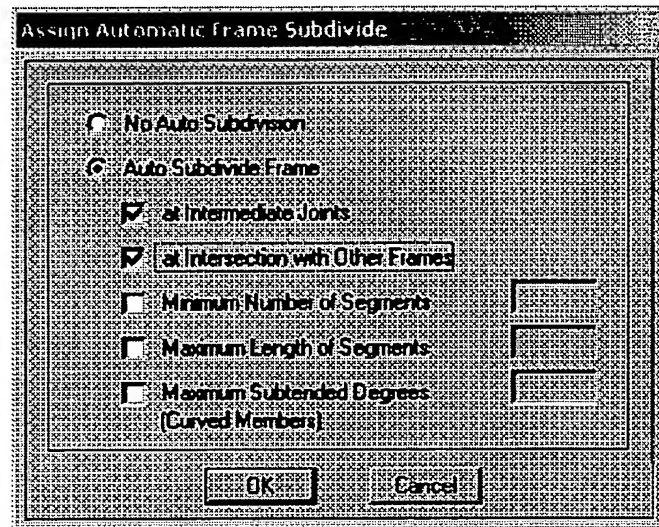 Assign Automatic Frame Subdivide
No Auto Subdivision
Auto Subdivide Frame
at Intermediate Joints
at Intersection with Other Frames
Minimum Number of Segments
Maximum Length of Segments
Maximum Subtended Degrees
(Curved Members)
OK
Cancel